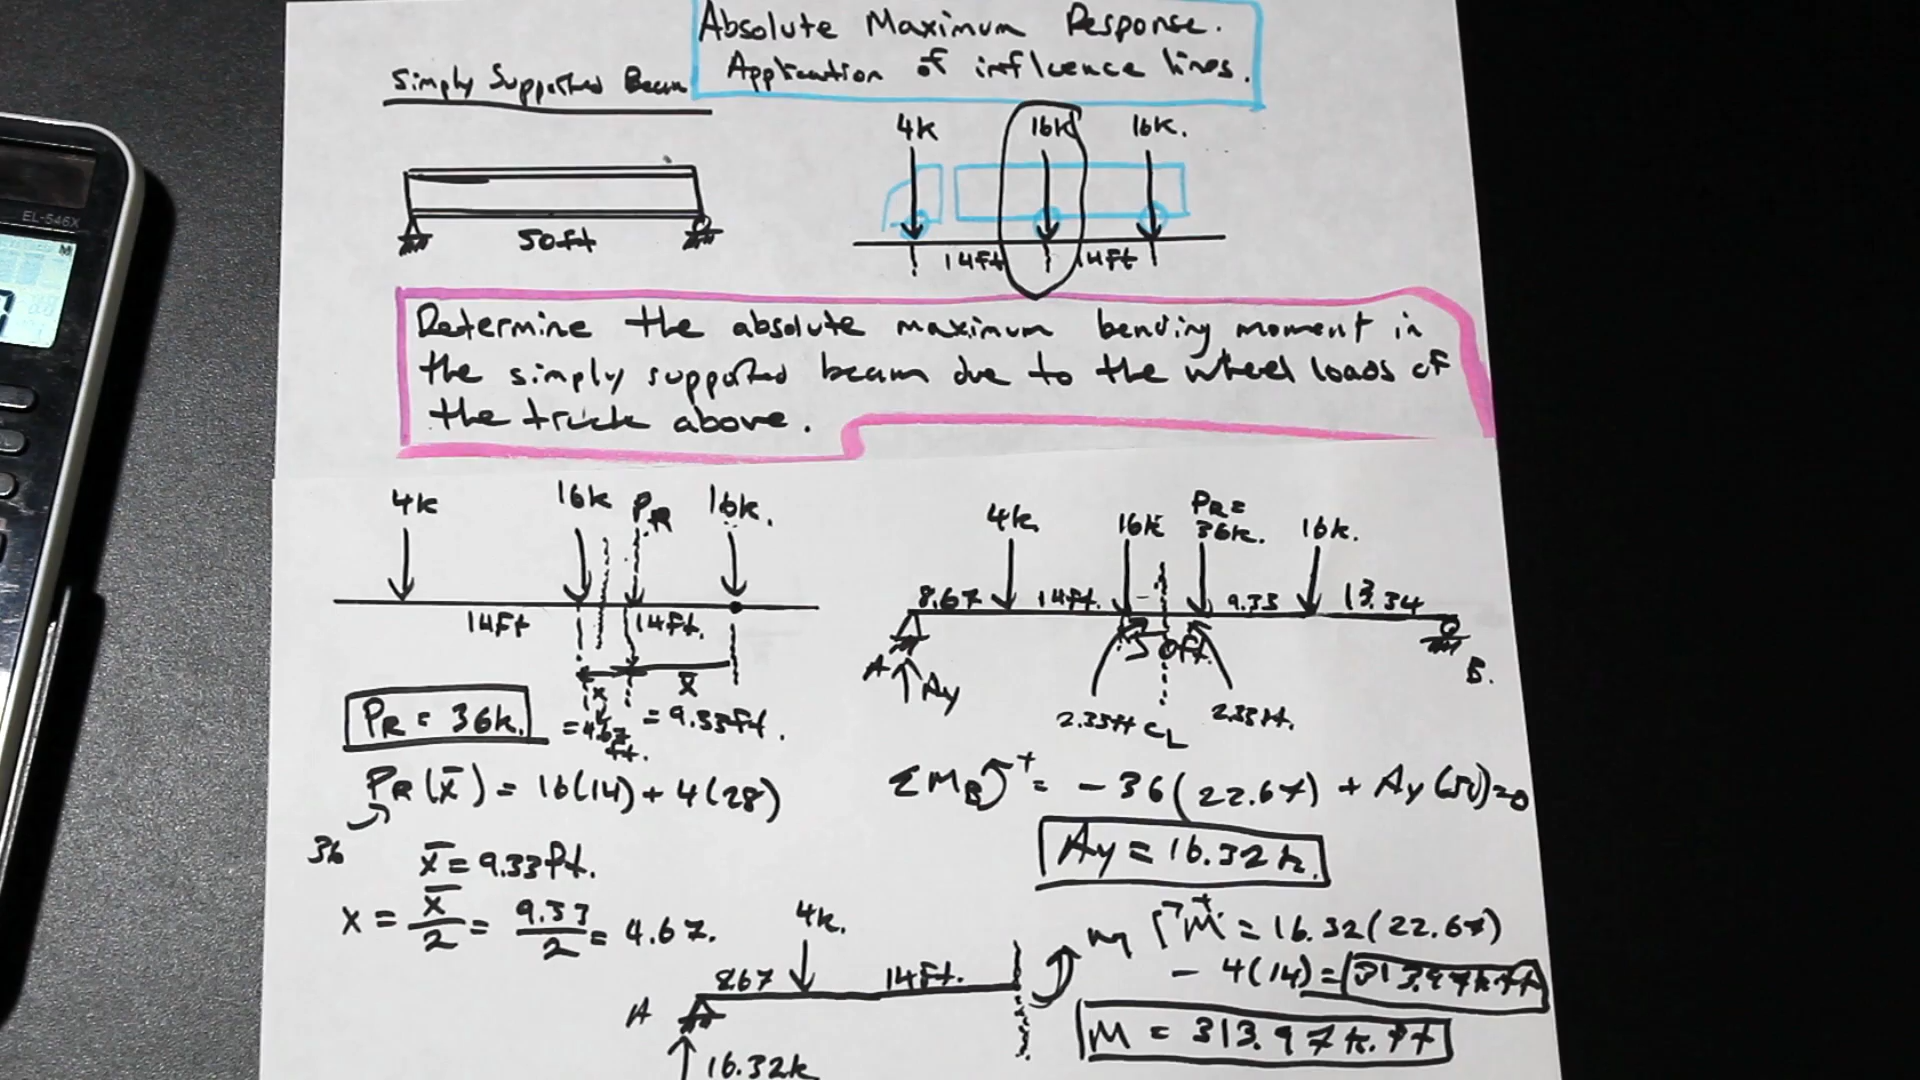 Absolute Maximum Response.
Application of influence lines.
Simply Supported Beam
4k 16k 16k.
EL-546X
M
50ft
14ft 14ft
Determine the absolute maximum bending moment in
the simply supported beam due to the wheel loads of
the truck above.
4k 16k PR 16k.
14ft 14ft.
x x̄
= 4.67 ft. = 9.33ft.
PR = 36k.
PR(x̄) = 16(14) + 4(28)
36
x̄ = 9.33ft.
x = x̄/2 = 9.33/2 = 4.67.
4k. 16k PR = 36k. 16k.
8.67 14ft. 9.33 13.34
50ft
A Ay B.
2.33ft CL 2.33ft.
ΣMB + = -36(22.67) + Ay(50)=0
Ay = 16.32k.
4k.
8.67 14ft.
A
16.32k
M + M = 16.32(22.67)
- 4(14) = 313.97k.ft
M = 313.97k.ft